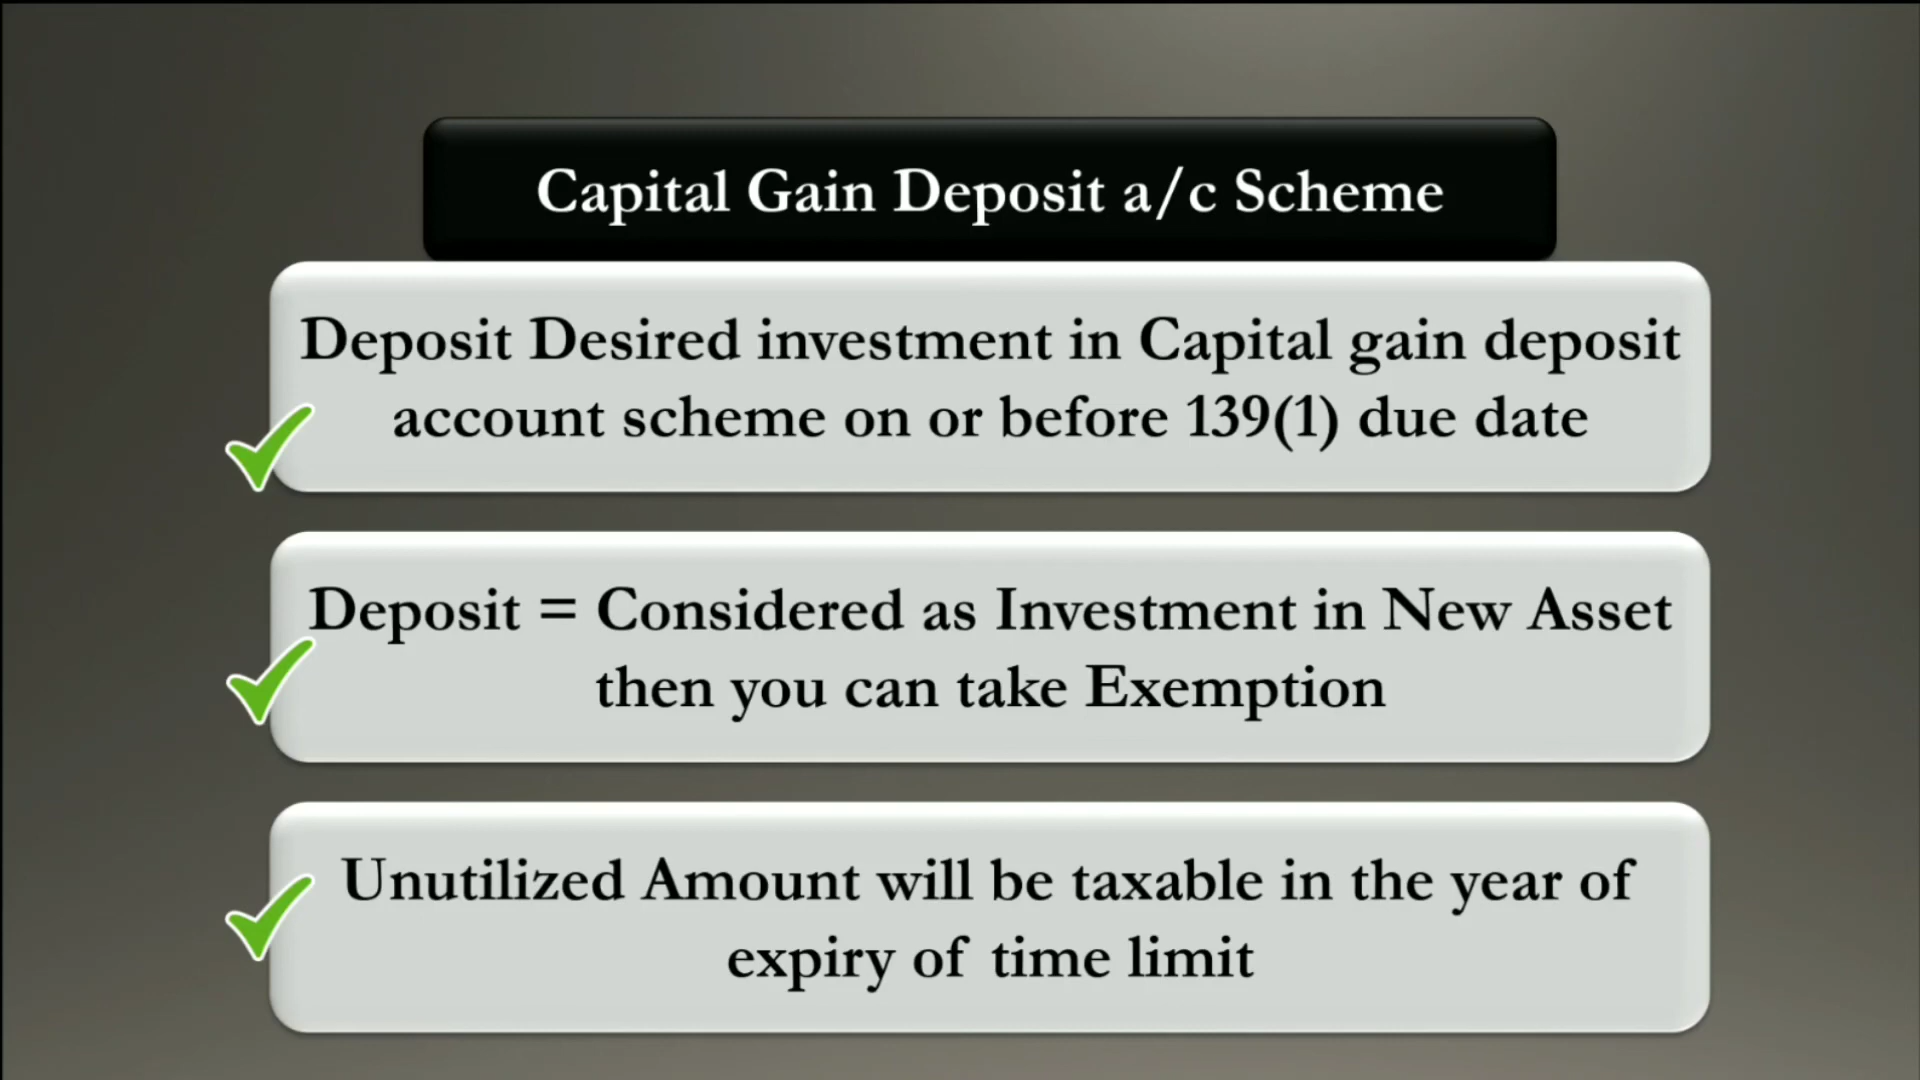 Capital Gain Deposit a/c Scheme
Deposit Desired investment in Capital gain deposit
account scheme on or before 139(1) due date
Deposit = Considered as Investment in New Asset
then you can take Exemption
Unutilized Amount will be taxable in the year of
expiry of time limit